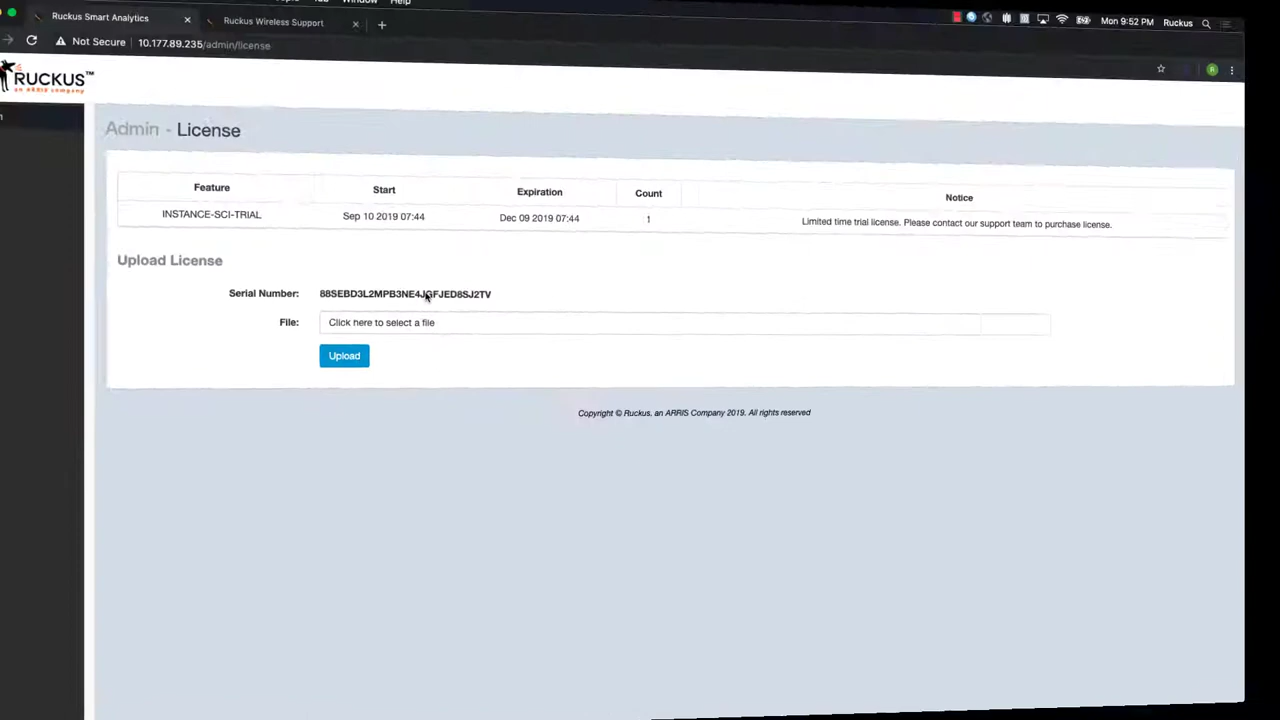 Window Help
Ruckus Smart Analytics
Ruckus Wireless Support
Mon 9:52 PM Ruckus
Not Secure 10.177.89.235/admin/license
R
RUCKUS™
an ARRIS company
Admin - License
Feature Start Expiration Count Notice
INSTANCE-SCI-TRIAL Sep 10 2019 07:44 Dec 09 2019 07:44 1 Limited time trial license. Please contact our support team to purchase license.
Upload License
Serial Number: 88SEBD3L2MPB3NE4JGFJED8SJ2TV
File: Click here to select a file
Upload
Copyright © Ruckus, an ARRIS Company 2019. All rights reserved